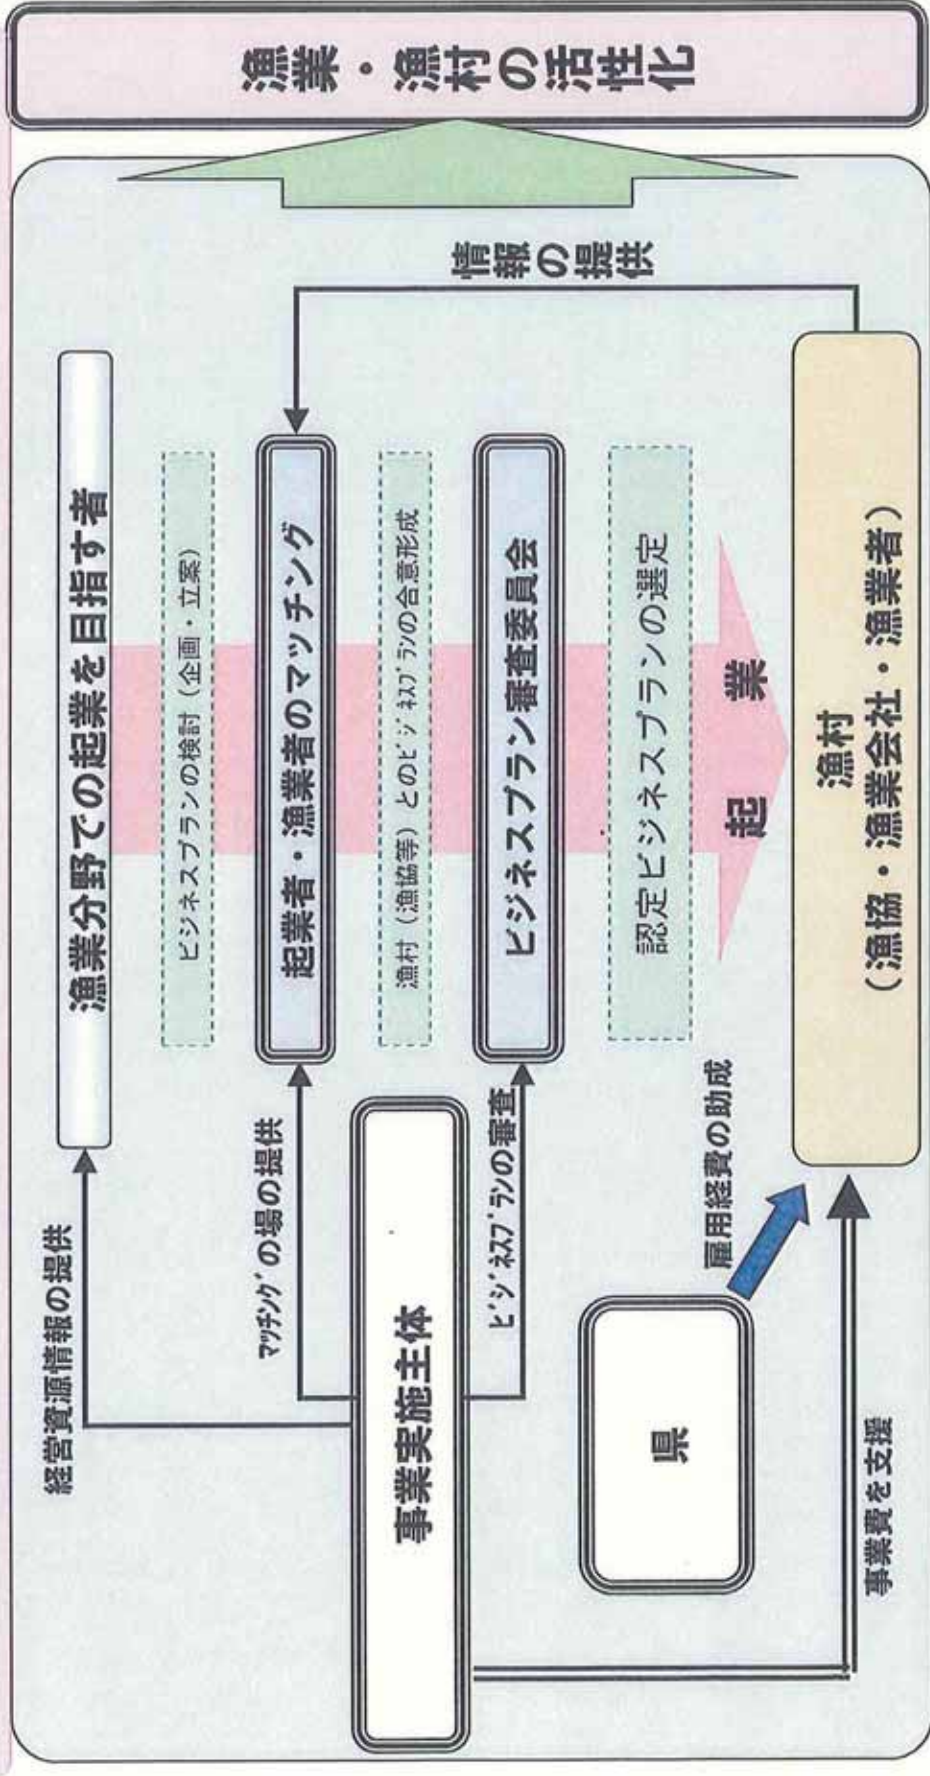 漁業・漁村の活性化
漁業分野での起業を目指す者
経営資源情報の提供
ビジネスプランの検討（企画・立案）
起業者・漁業者のマッチング
マッチングの場の提供
情報の提供
漁村（漁協等）とのビジネスプランの合意形成
事業実施主体
ビジネスプラン審査委員会
ビジネスプランの審査
認定ビジネスプランの選定
県
雇用経費の助成
起業
漁村
（漁協・漁業会社・漁業者）
事業費を支援